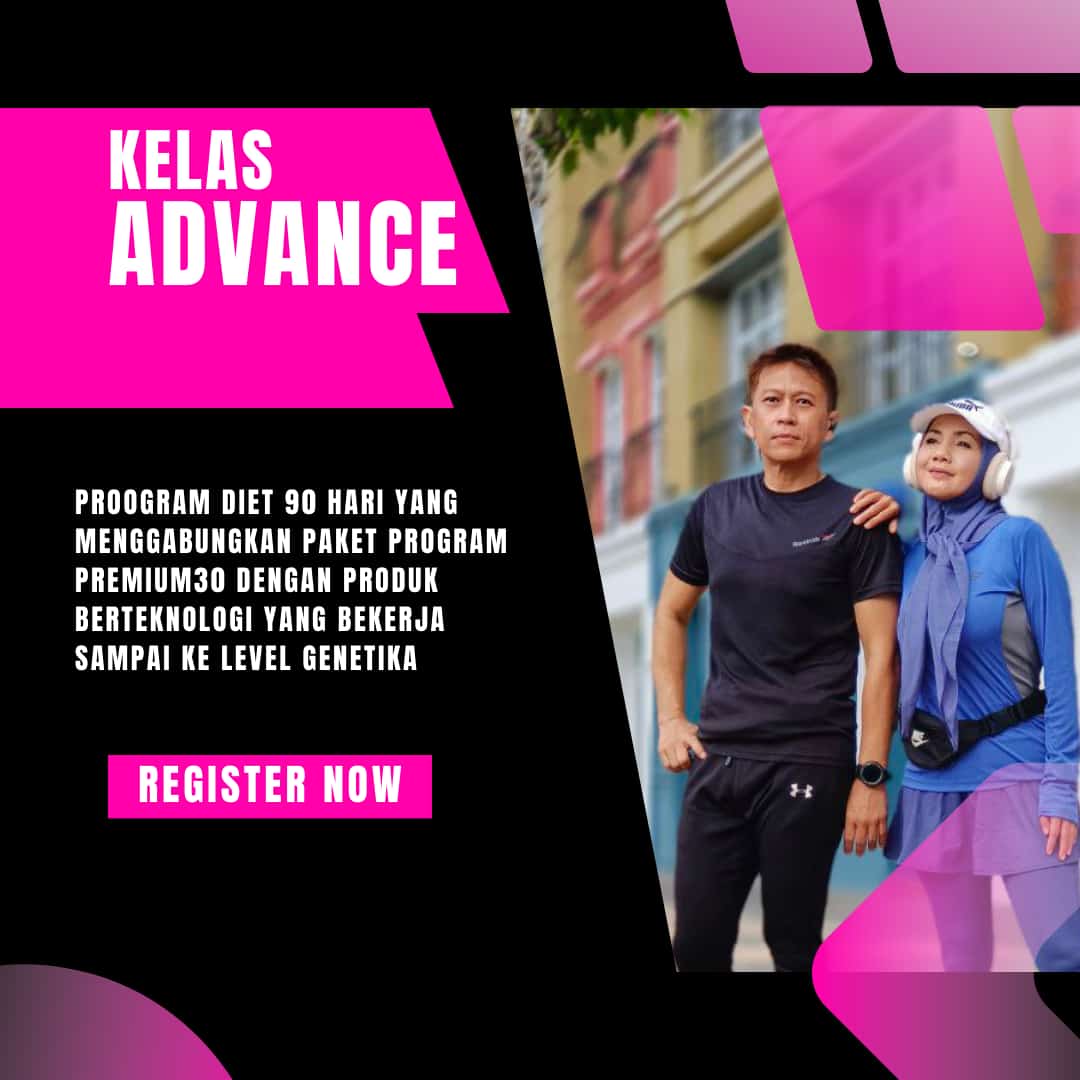 KELAS
ADVANCE
PROOGRAM DIET 90 HARI YANG
MENGGABUNGKAN PAKET PROGRAM
PREMIUM30 DENGAN PRODUK
BERTEKNOLOGI YANG BEKERJA
SAMPAI KE LEVEL GENETIKA
REGISTER NOW